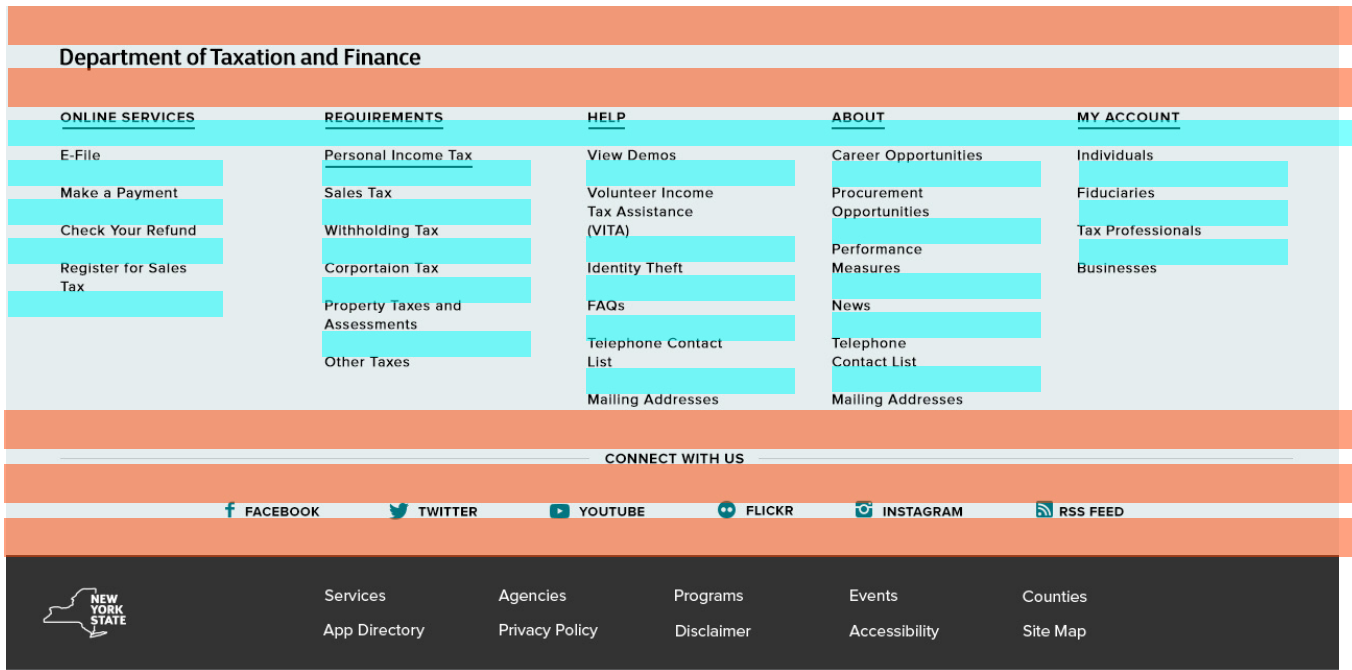 Department of Taxation and Finance
ONLINE SERVICES
E-File
Make a Payment
Check Your Refund
Register for Sales
Tax
REQUIREMENTS
Personal Income Tax
Sales Tax
Withholding Tax
Corportaion Tax
Property Taxes and
Assessments
Other Taxes
HELP
View Demos
Volunteer Income
Tax Assistance
(VITA)
Identity Theft
FAQs
Telephone Contact
List
Mailing Addresses
ABOUT
Career Opportunities
Procurement
Opportunities
Performance
Measures
News
Telephone
Contact List
Mailing Addresses
MY ACCOUNT
Individuals
Fiduciaries
Tax Professionals
Businesses
CONNECT WITH US
FACEBOOK
TWITTER
YOUTUBE
FLICKR
INSTAGRAM
RSS FEED
NEW
YORK
STATE
Services
Agencies
Programs
Events
Counties
App Directory
Privacy Policy
Disclaimer
Accessibility
Site Map